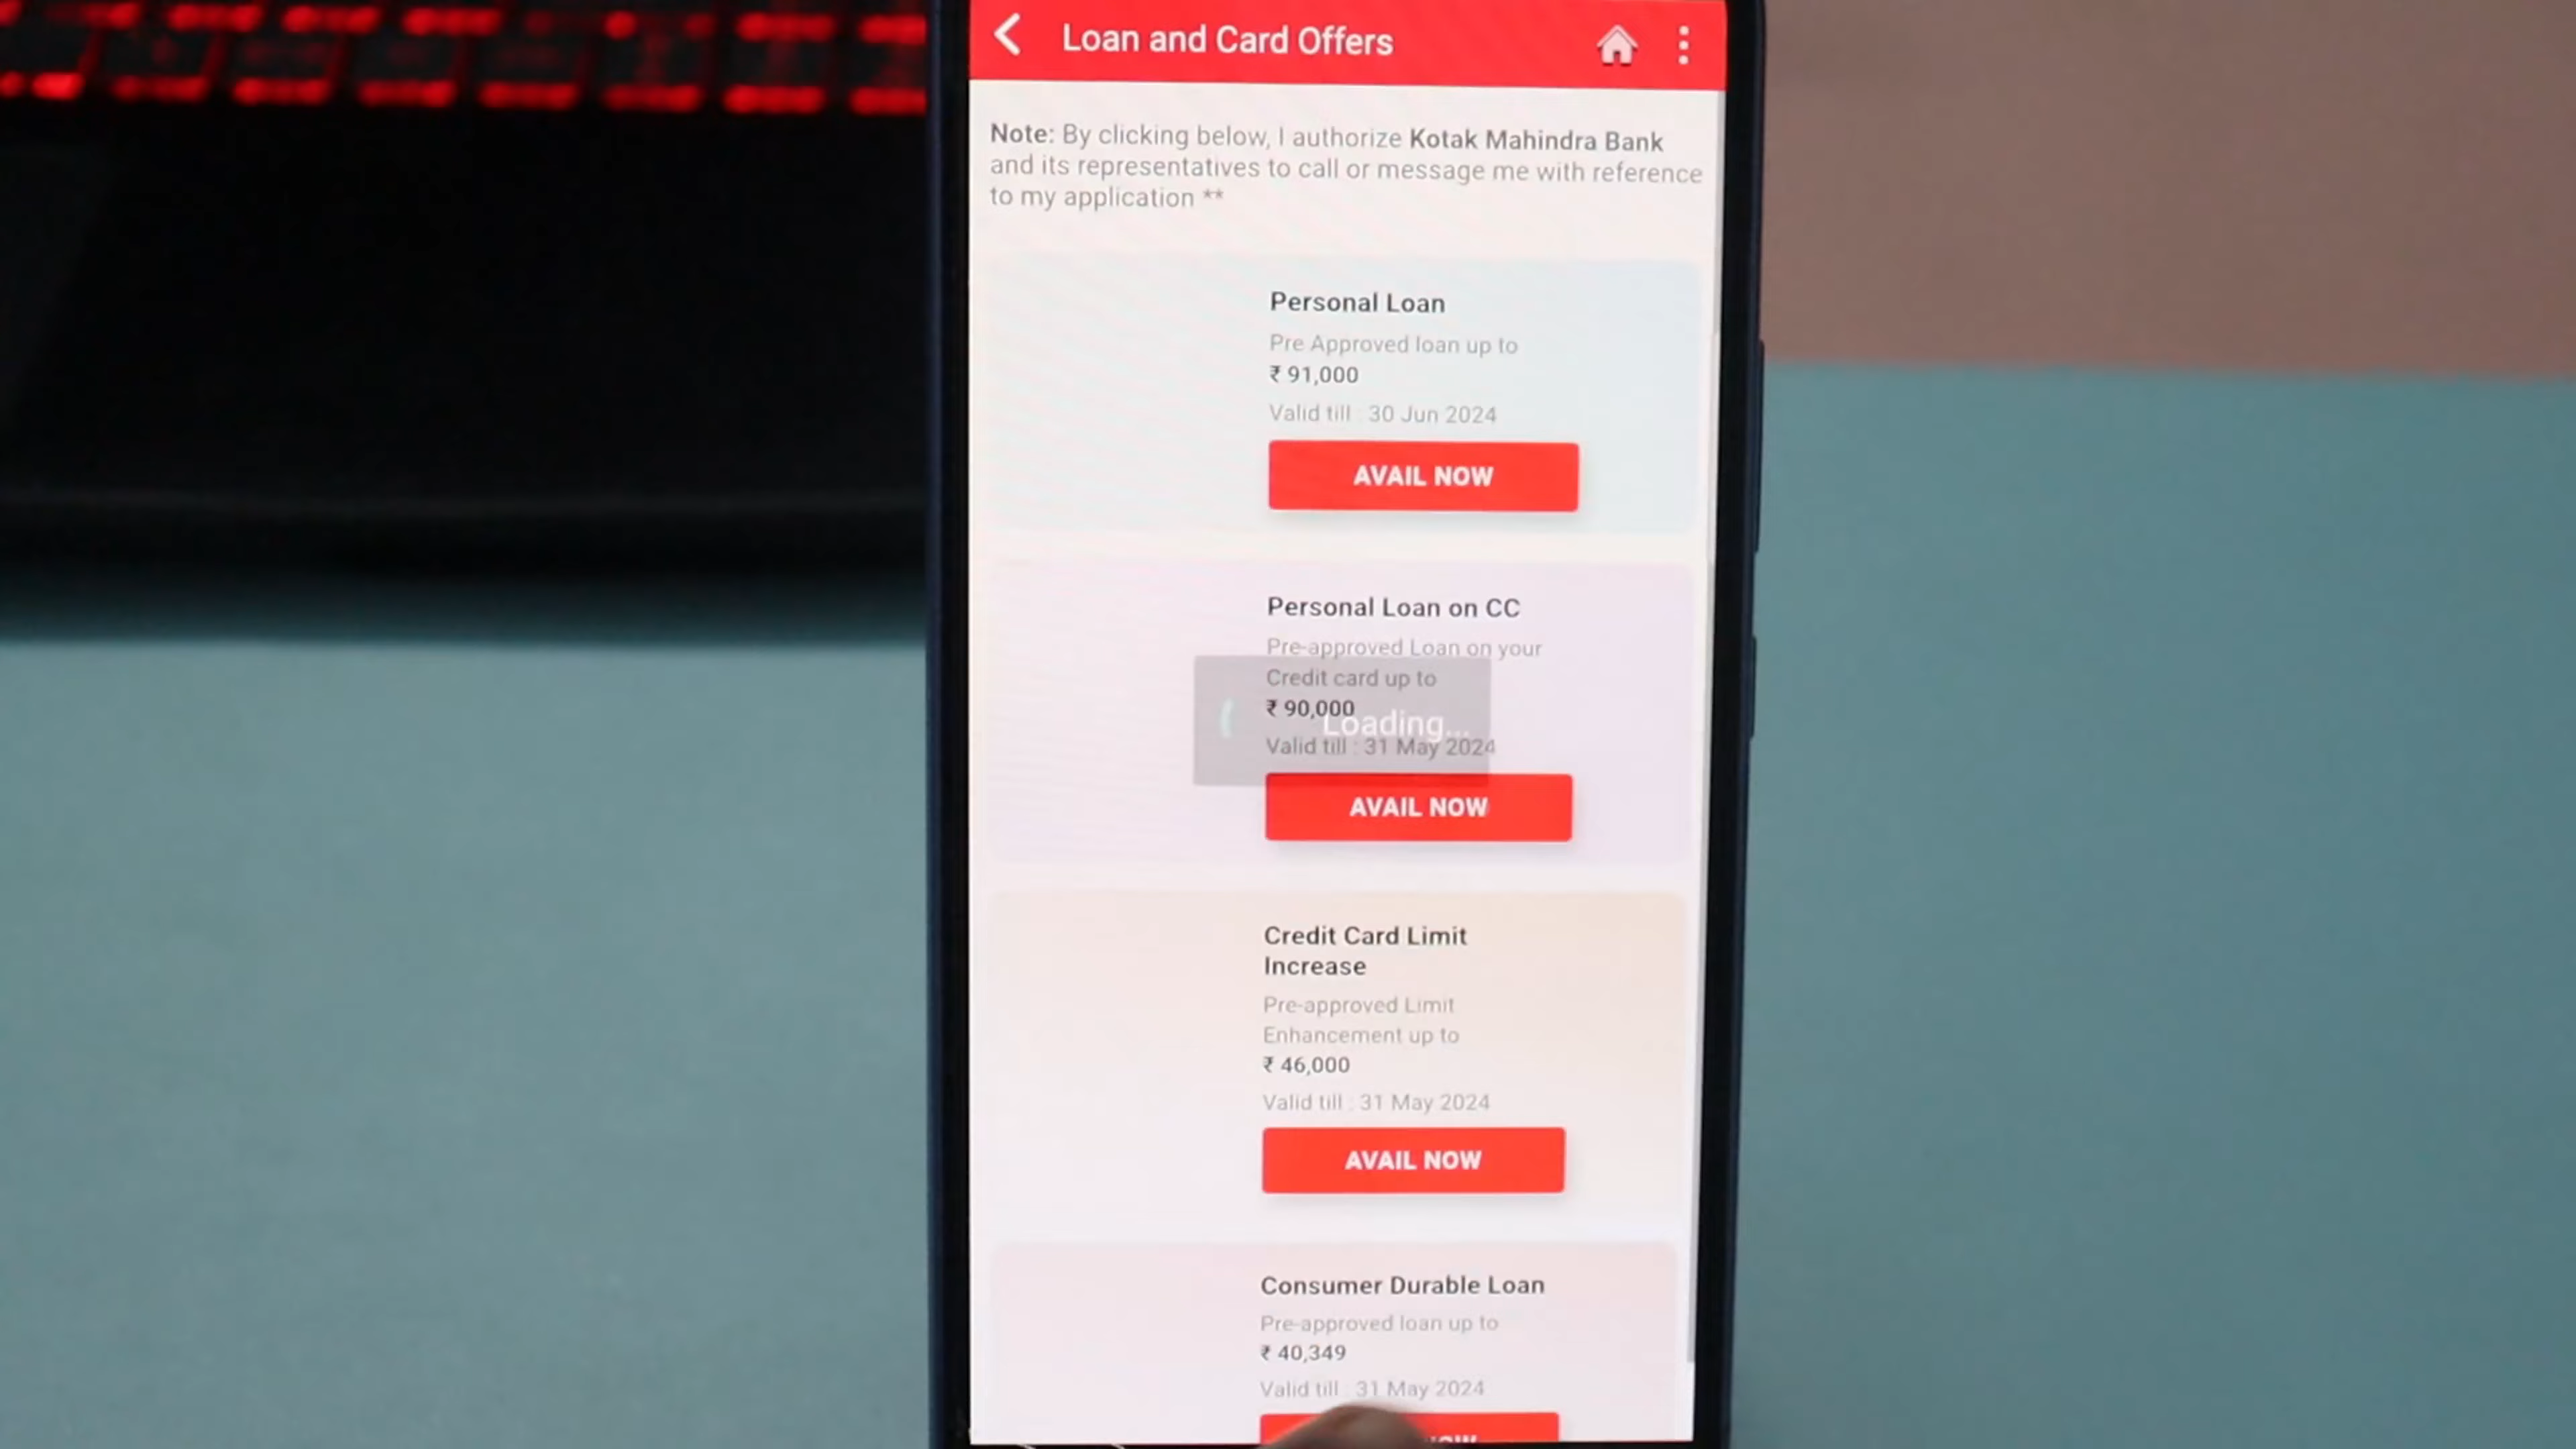 Loan and Card Offers
Note: By clicking below, I authorize Kotak Mahindra Bank
and its representatives to call or message me with reference
to my application **
Personal Loan
Pre Approved loan up to
₹ 91,000
Valid till : 30 Jun 2024
AVAIL NOW
Personal Loan on CC
Pre-approved Loan on your
Credit card up to
₹ 90,000
Loading...
Valid till : 31 May 2024
AVAIL NOW
Credit Card Limit
Increase
Pre-approved Limit
Enhancement up to
₹ 46,000
Valid till : 31 May 2024
AVAIL NOW
Consumer Durable Loan
Pre-approved loan up to
₹ 40,349
Valid till : 31 May 2024